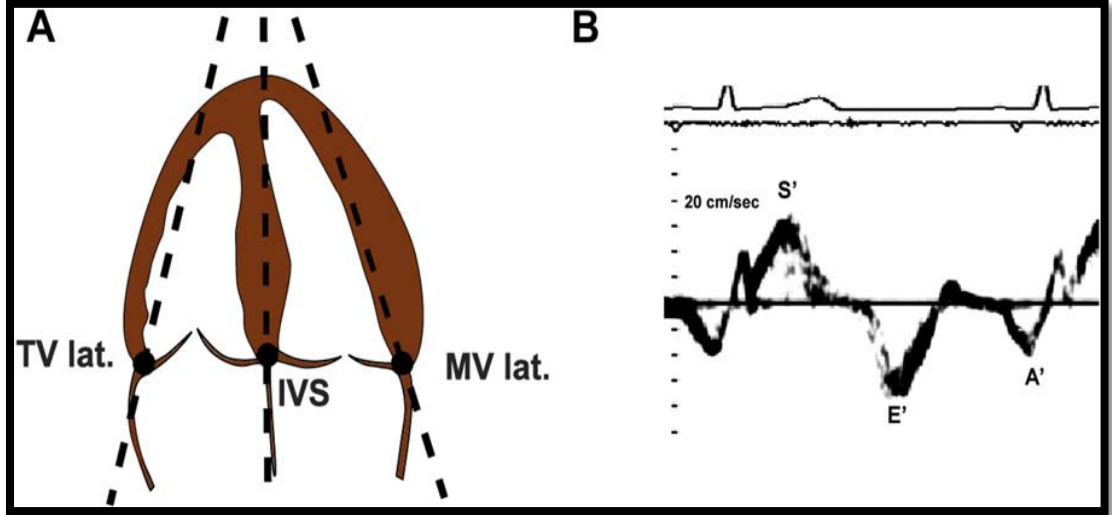 A
TV lat.
IVS
MV lat.
B
20 cm/sec
S'
E'
A'